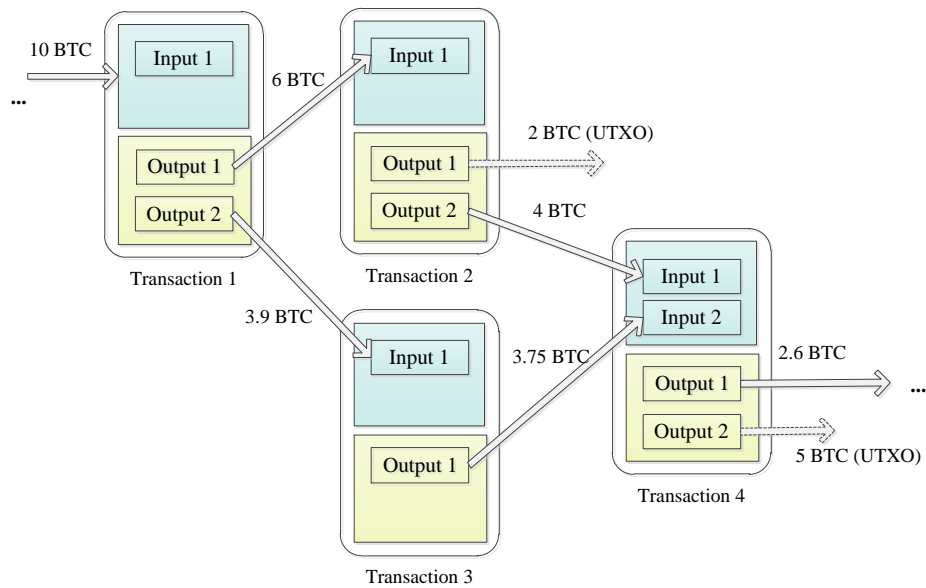 10 BTC
...
Input 1
Output 1
Output 2
Transaction 1
6 BTC
3.9 BTC
Input 1
Output 1
Output 2
Transaction 2
2 BTC (UTXO)
4 BTC
Input 1
Output 1
Transaction 3
3.75 BTC
Input 1
Input 2
Output 1
Output 2
Transaction 4
2.6 BTC
...
5 BTC (UTXO)